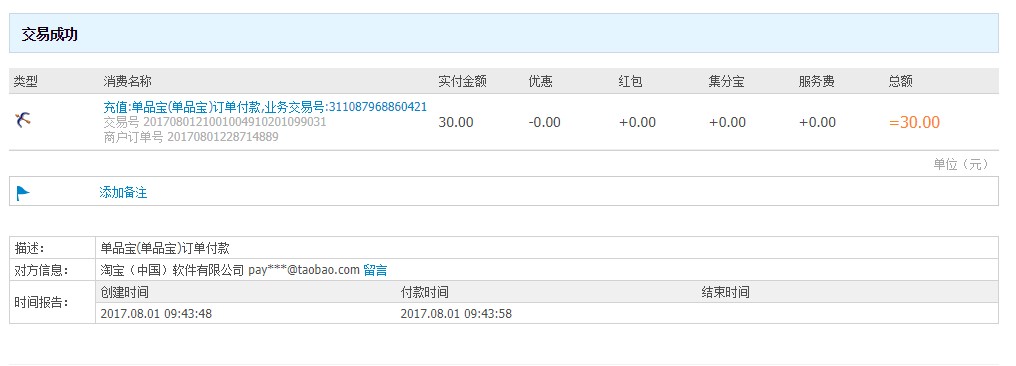 交易成功
类型 消费名称 实付金额 优惠 红包 集分宝 服务费 总额
充值:单品宝(单品宝)订单付款,业务交易号:311087968860421
交易号 2017080121001004910201099031
商户订单号 20170801228714889
30.00 -0.00 +0.00 +0.00 +0.00 =30.00
单位（元）
添加备注
描述： 单品宝(单品宝)订单付款
对方信息： 淘宝（中国）软件有限公司 pay***@taobao.com 留言
时间报告： 创建时间 付款时间 结束时间
2017.08.01 09:43:48 2017.08.01 09:43:58